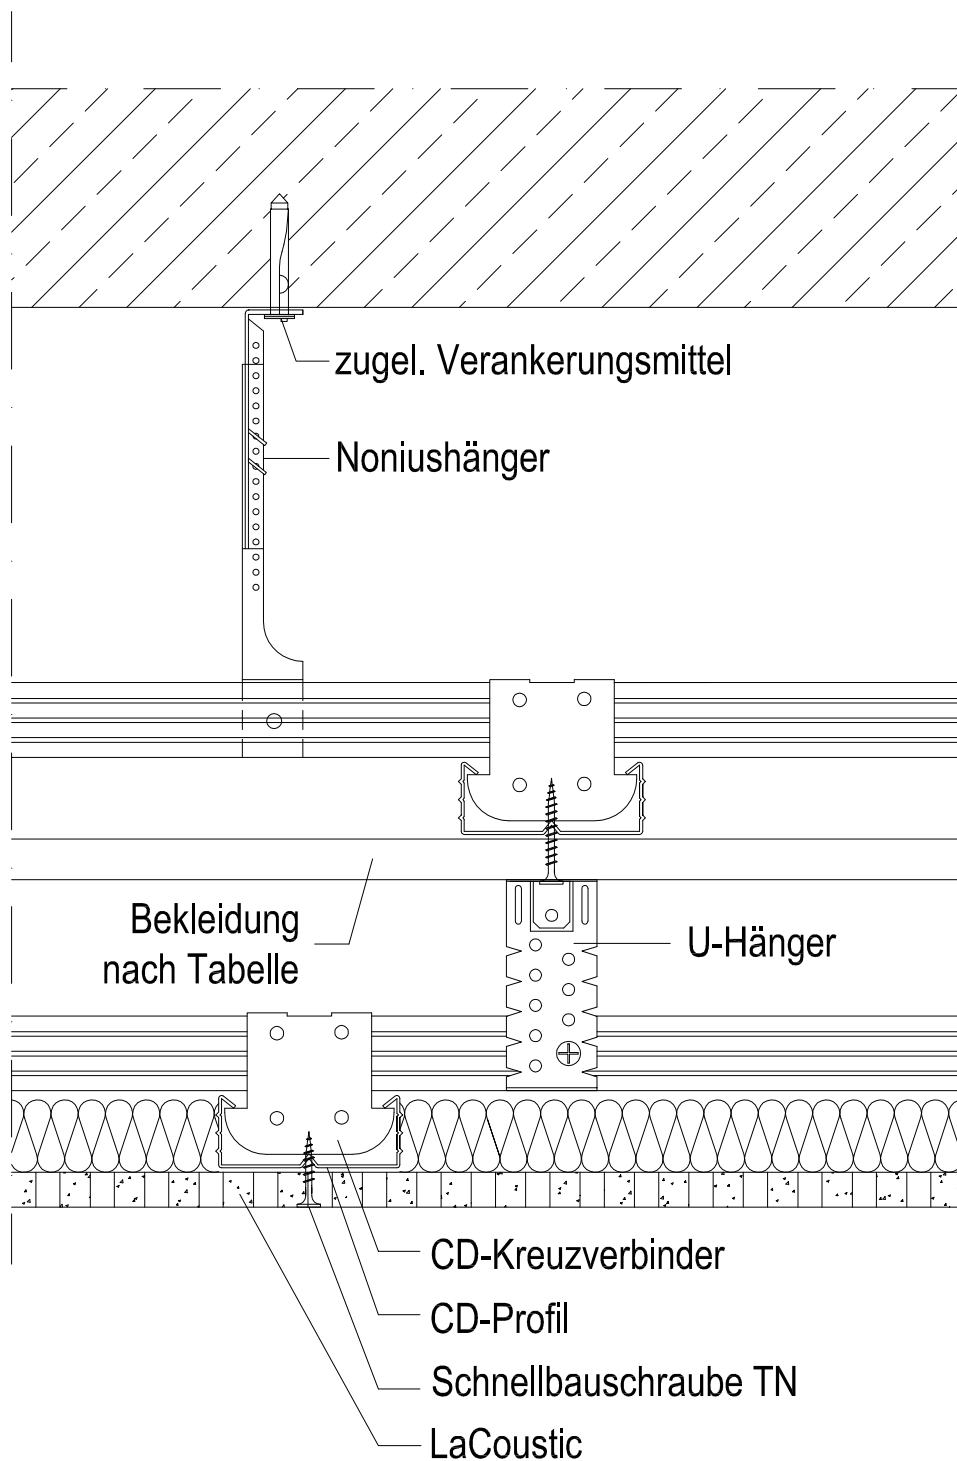 zugel. Verankerungsmittel
Noniushänger
Bekleidung
nach Tabelle
U-Hänger
CD-Kreuzverbinder
CD-Profil
Schnellbauschraube TN
LaCoustic